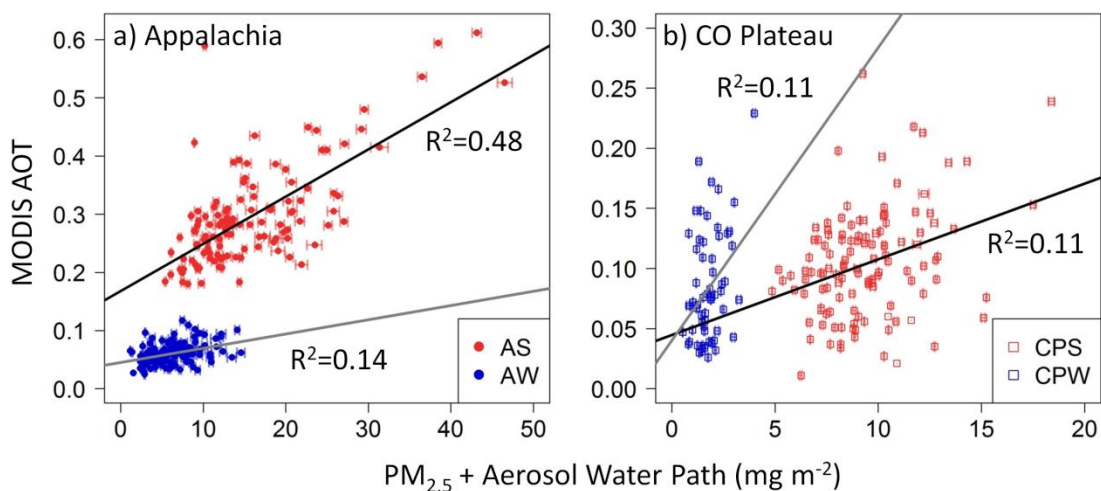 a) Appalachia
R²=0.48
R²=0.14
AS
AW
0.6
0.5
0.4
0.3
0.2
0.1
0.0
0 10 20 30 40 50
MODIS AOT
b) CO Plateau
R²=0.11
R²=0.11
CPS
CPW
0.30
0.25
0.20
0.15
0.10
0.05
0.00
0 5 10 15 20
PM₂.₅ + Aerosol Water Path (mg m⁻²)